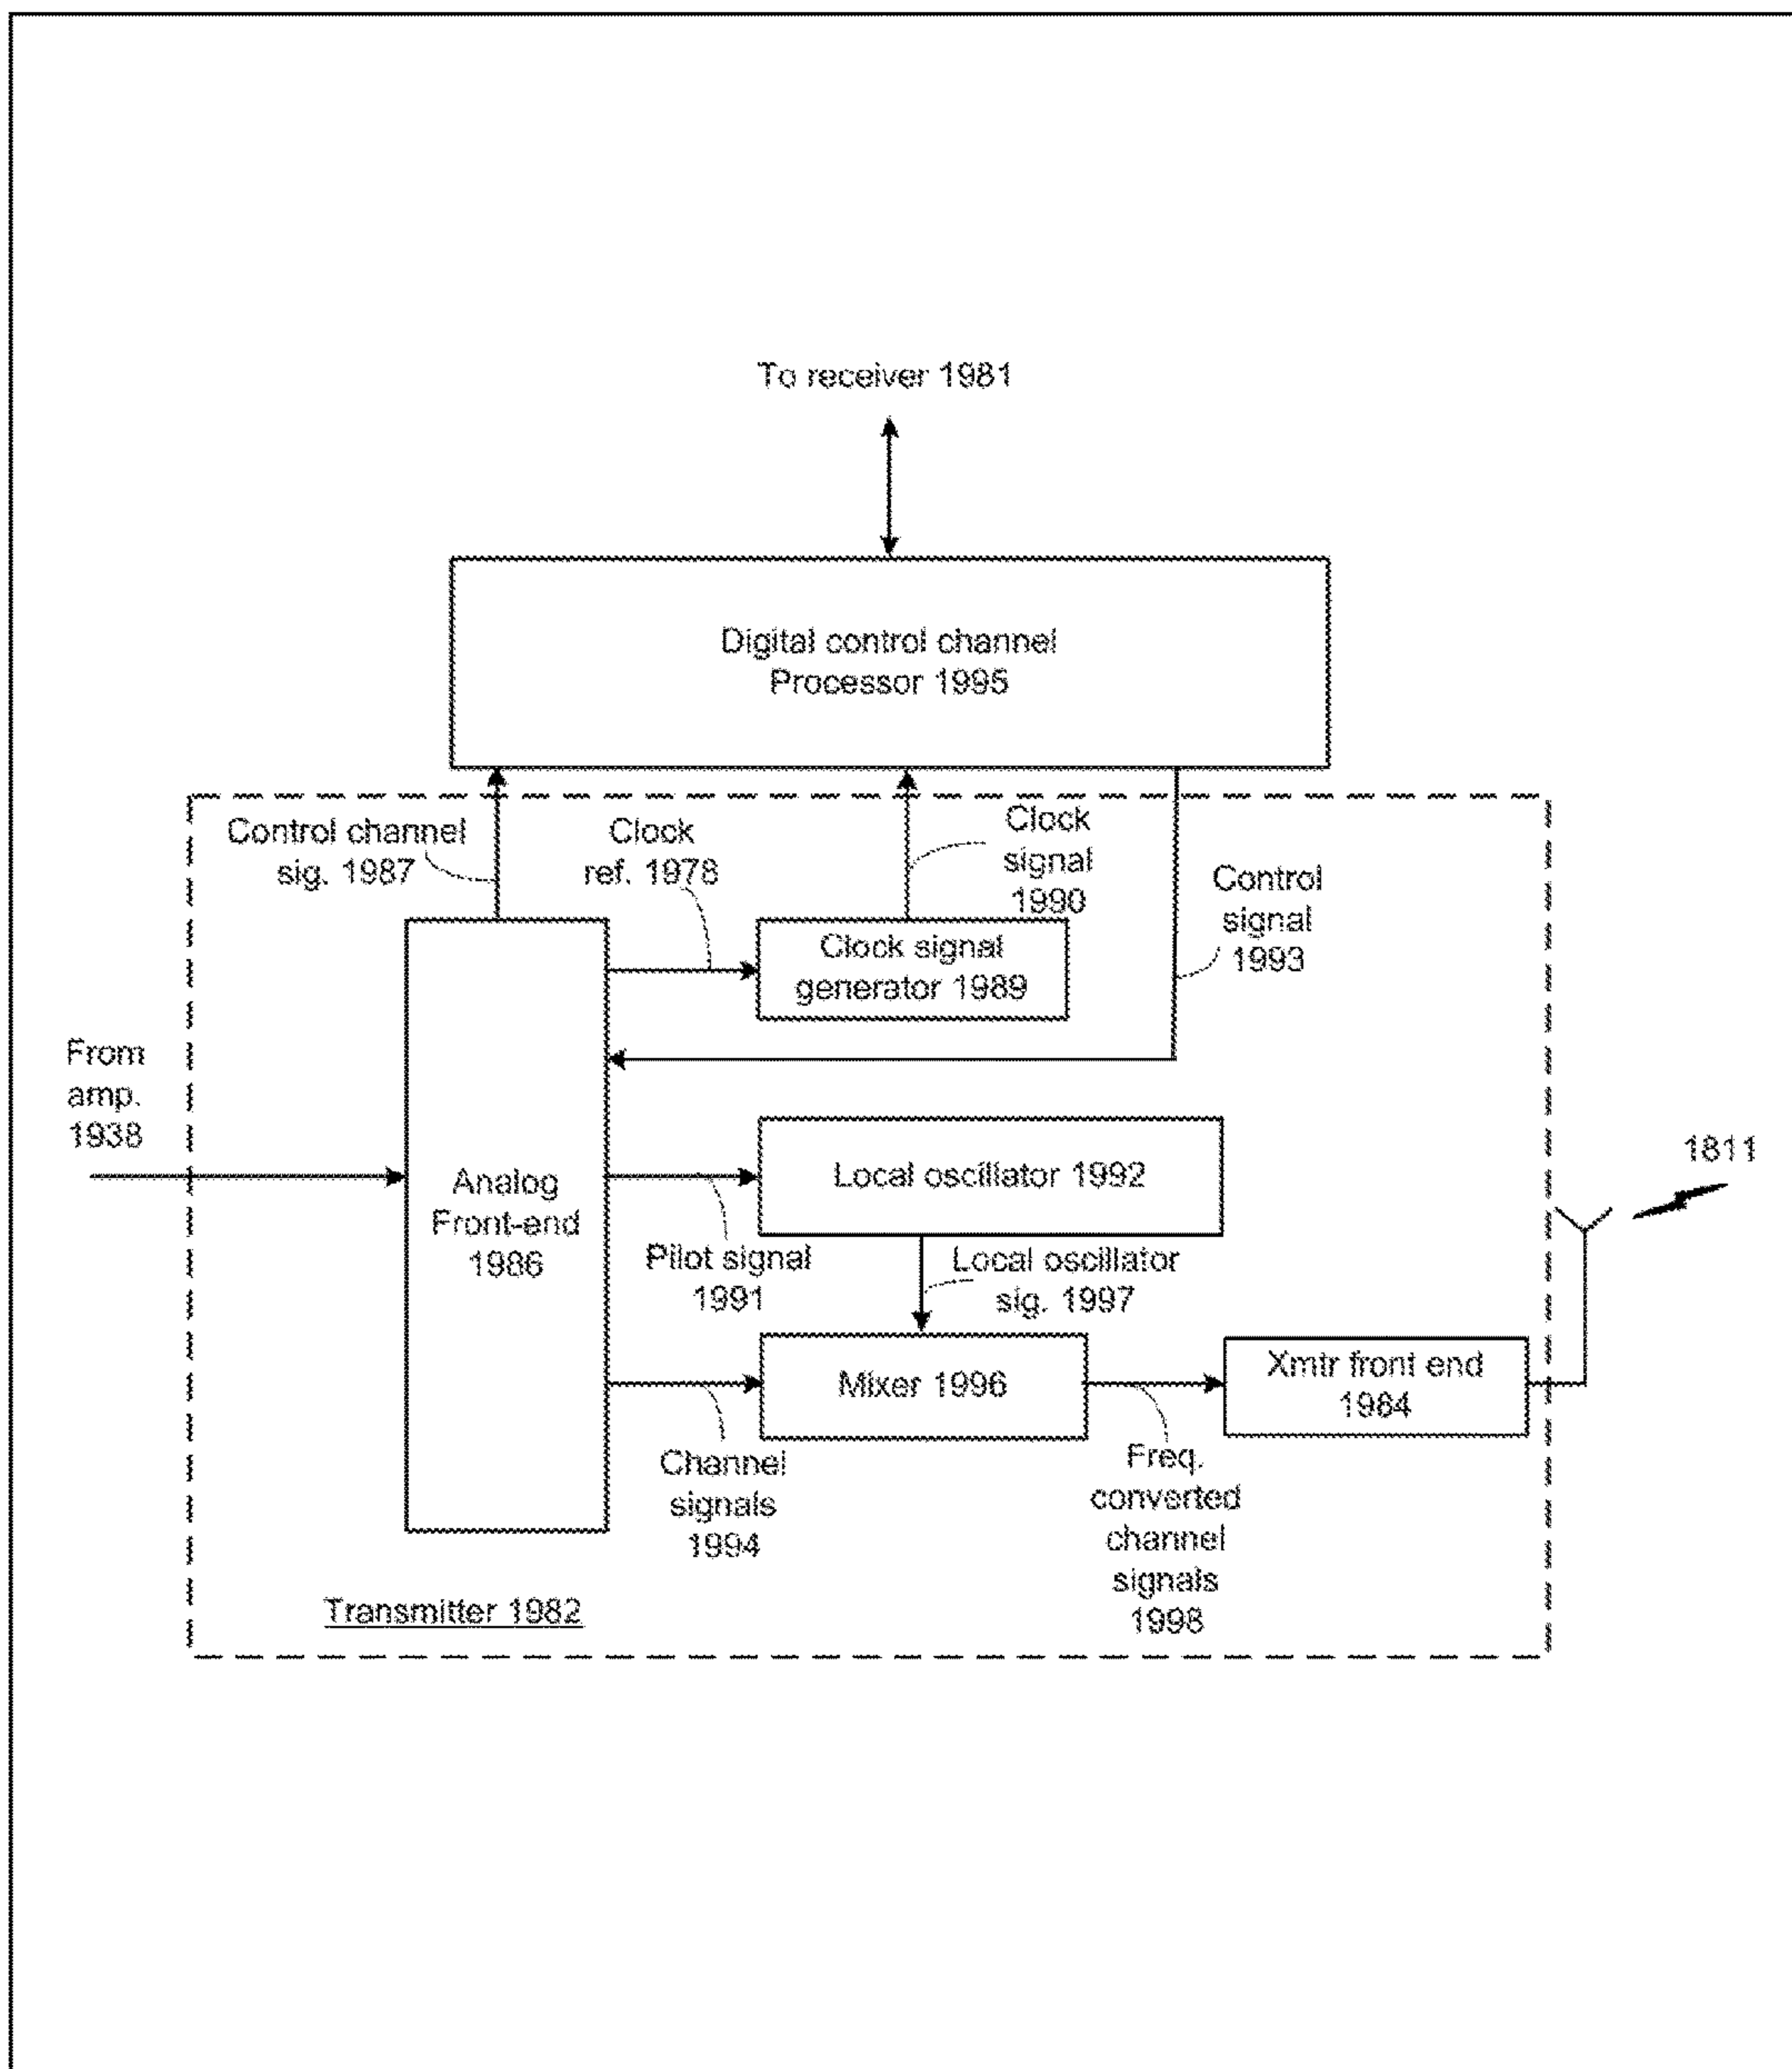 To receiver 1981
Digital control channel
Processor 1995
Control channel
sig. 1987
Clock
ref. 1978
Clock
signal
1990
Control
signal
1993
Clock signal
generator 1989
From
amp.
1938
Analog
Front-end
1986
Local oscillator 1992
1811
Pilot signal
1991
Local oscillator
sig. 1997
Mixer 1996
Xmtr front end
1984
Channel
signals
1994
Freq.
converted
channel
signals
1998
Transmitter 1982